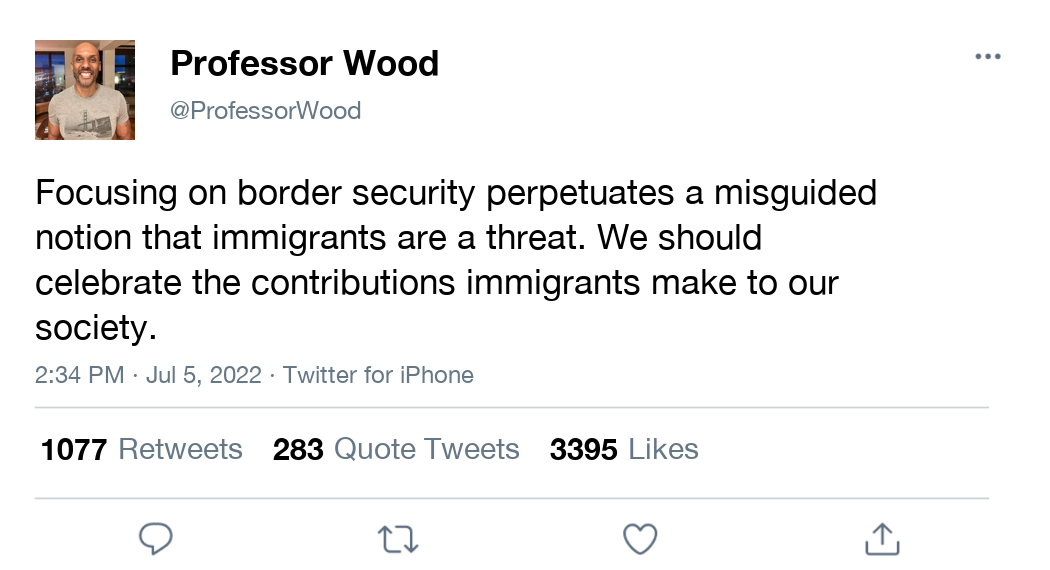 Professor Wood
@ProfessorWood
Focusing on border security perpetuates a misguided
notion that immigrants are a threat. We should
celebrate the contributions immigrants make to our
society.
2:34 PM · Jul 5, 2022 · Twitter for iPhone
1077 Retweets 283 Quote Tweets 3395 Likes